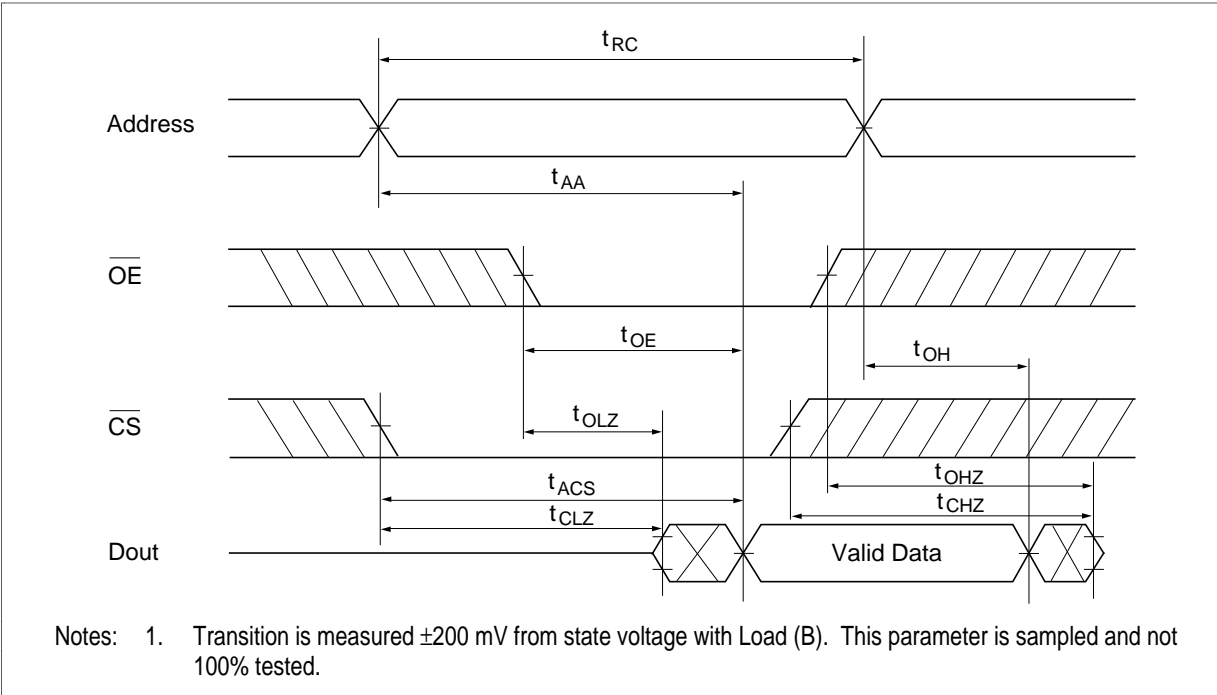 tRC
Address
tAA
OE
tOE
tOH
CS
tOLZ
tOHZ
tACS
tCHZ
tCLZ
Dout
Valid Data
Notes: 1. Transition is measured ±200 mV from state voltage with Load (B). This parameter is sampled and not
100% tested.